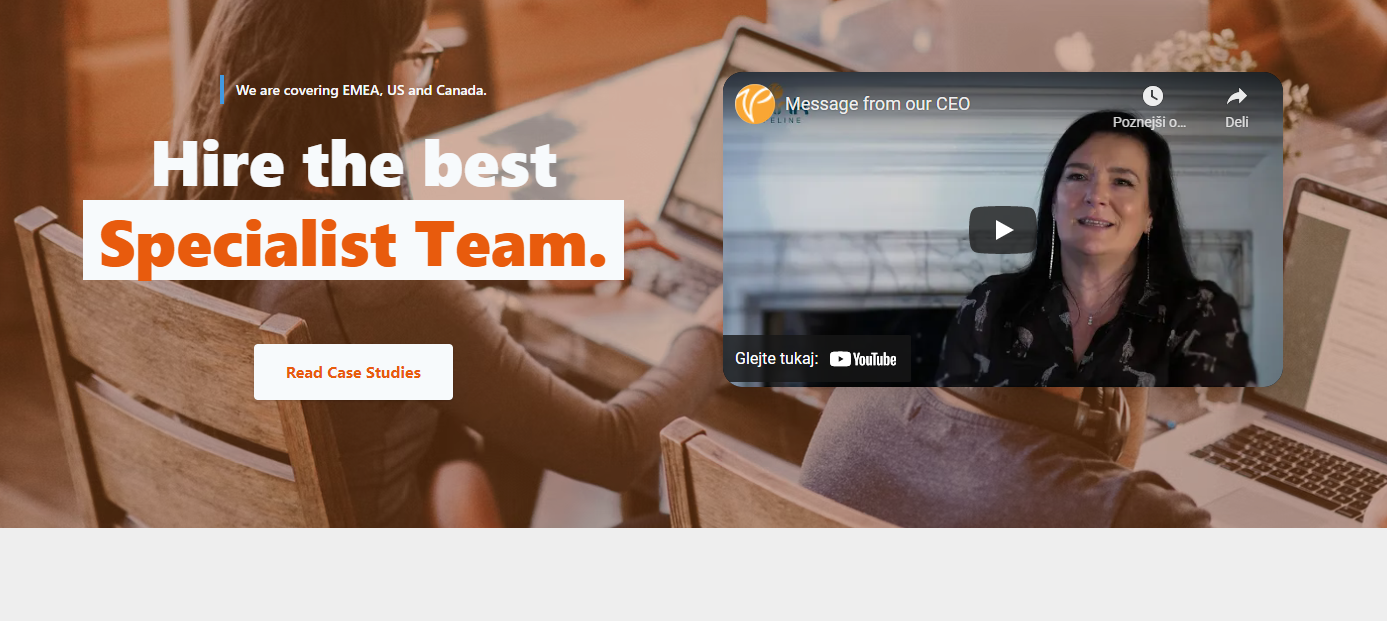 We are covering EMEA, US and Canada.
Hire the best
Specialist Team.
Read Case Studies
Message from our CEO
ELINE
Poznejši o...
Deli
Glejte tukaj:
YouTube